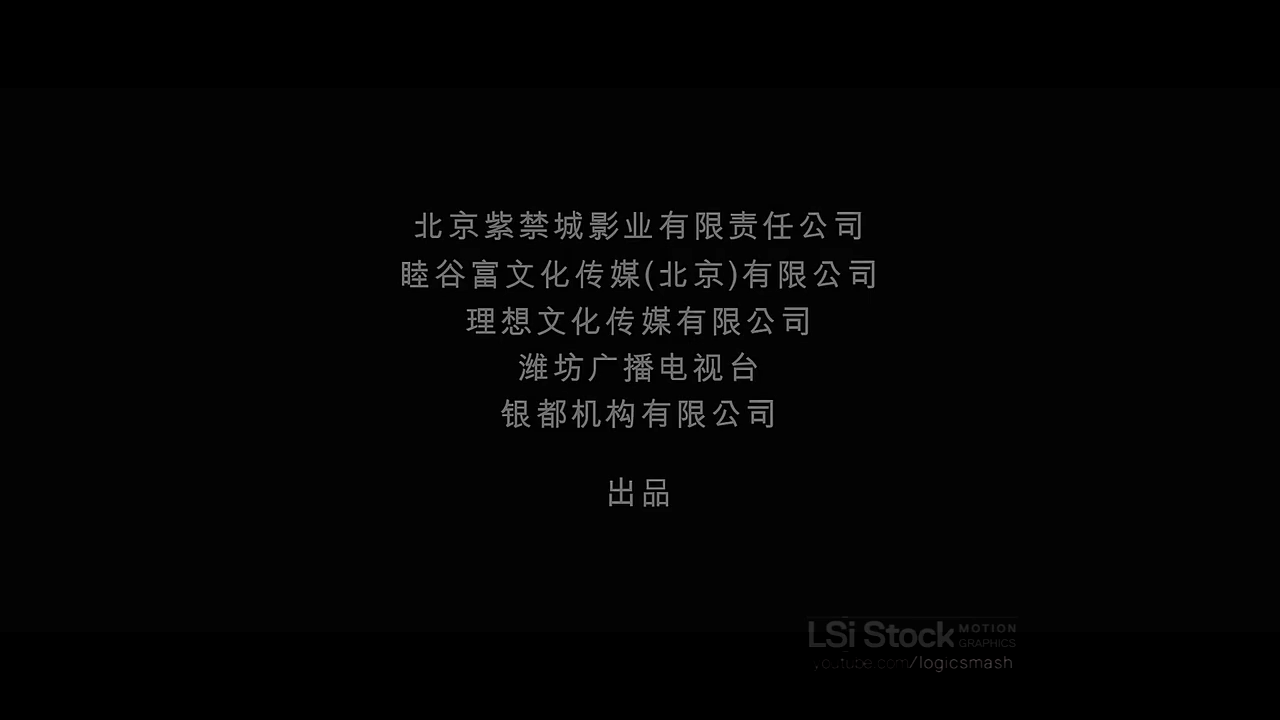 北京紫禁城影业有限责任公司
睦谷富文化传媒(北京)有限公司
理想文化传媒有限公司
潍坊广播电视台
银都机构有限公司
出品
LSi Stock MOTION GRAPHICS
youtube.com/logicsmash